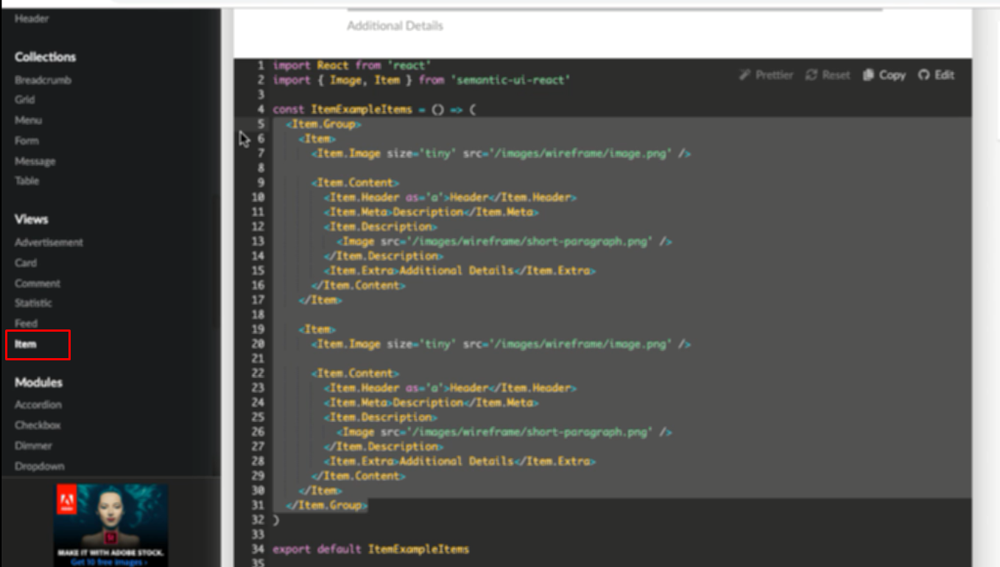 Header
Collections
Breadcrumb
Grid
Menu
Form
Message
Table
Views
Advertisement
Card
Comment
Statistic
Feed
Item
Modules
Accordion
Checkbox
Dimmer
Dropdown
MAKE IT WITH ADOBE STOCK.
Get 10 free images ›
Additional Details
Prettier Reset Copy Edit
1 import React from 'react'
2 import { Image, Item } from 'semantic-ui-react'
3
4 const ItemExampleItems = () => (
5 <Item.Group>
6 <Item>
7 <Item.Image size='tiny' src='/images/wireframe/image.png' />
8
9 <Item.Content>
10 <Item.Header as='a'>Header</Item.Header>
11 <Item.Meta>Description</Item.Meta>
12 <Item.Description>
13 <Image src='/images/wireframe/short-paragraph.png' />
14 </Item.Description>
15 <Item.Extra>Additional Details</Item.Extra>
16 </Item.Content>
17 </Item>
18
19 <Item>
20 <Item.Image size='tiny' src='/images/wireframe/image.png' />
21
22 <Item.Content>
23 <Item.Header as='a'>Header</Item.Header>
24 <Item.Meta>Description</Item.Meta>
25 <Item.Description>
26 <Image src='/images/wireframe/short-paragraph.png' />
27 </Item.Description>
28 <Item.Extra>Additional Details</Item.Extra>
29 </Item.Content>
30 </Item>
31 </Item.Group>
32 )
33
34 export default ItemExampleItems
35